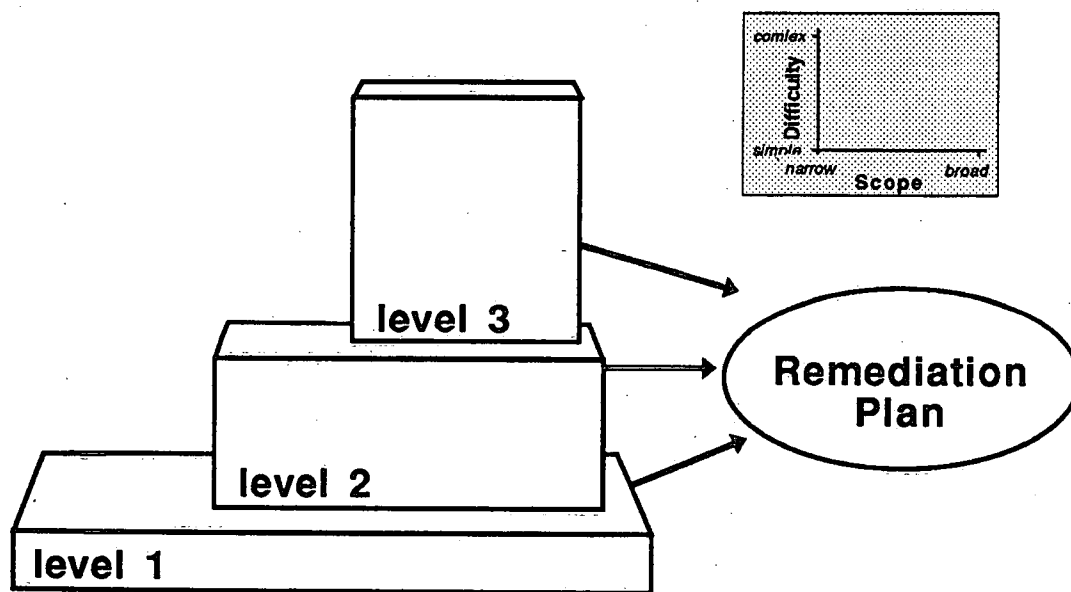 comlex
Difficulty
simple
narrow
broad
Scope
level 3
Remediation
Plan
level 2
level 1